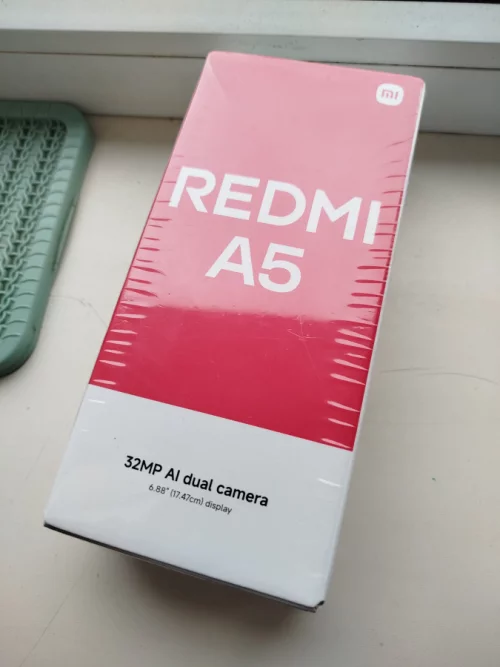 mi
REDMI
A5
32MP AI dual camera
6.88" (17.47cm) display